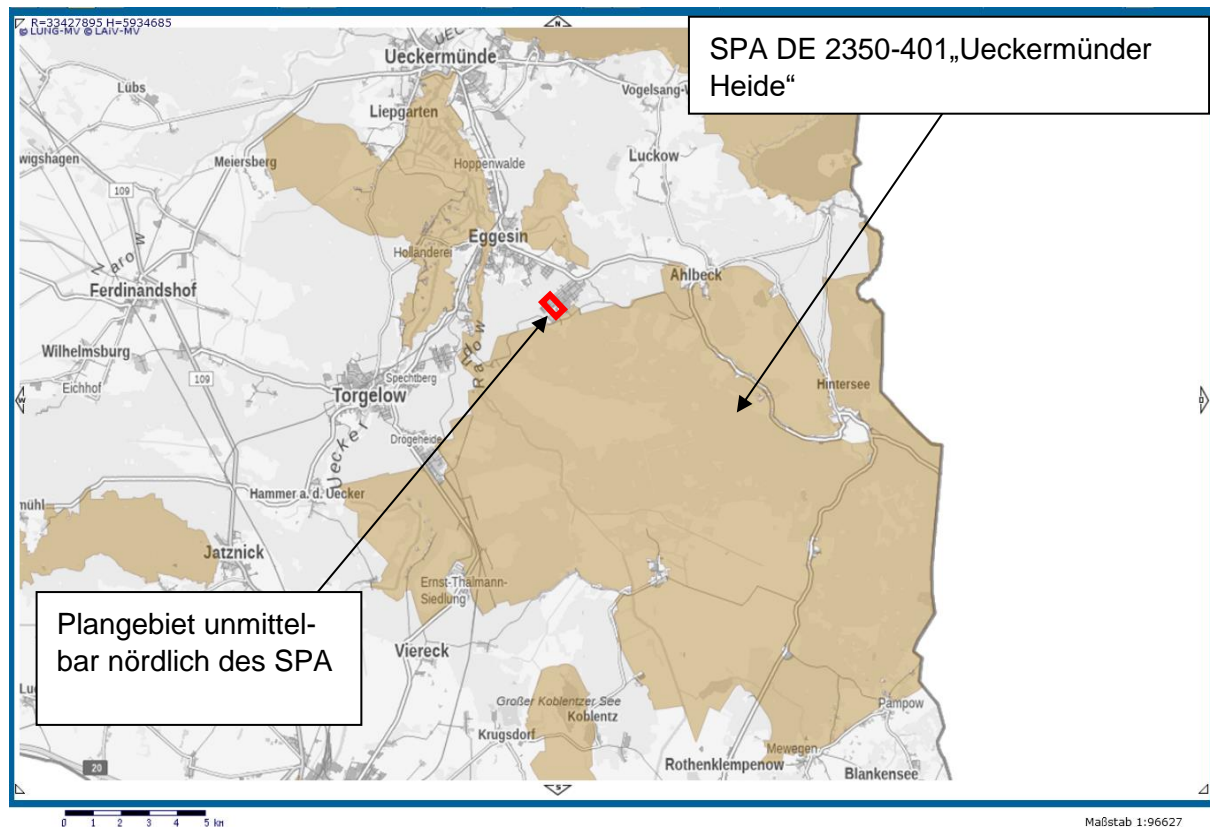 R=33427895 H=5934685
© LUNG-MV © LAiV-MV
N
SPA DE 2350-401„Ueckermünder
Heide“
Ueckermünde
Lübs
Vogelsang-
Liepgarten
wigshagen
Meiersberg
Hoppenwalde
Luckow
109
Eggesin
Holländerei
Ahlbeck
Zarow
Ferdinandshof
Randow
Wilhelmsburg
Eichhof
109
Spechtberg
Hintersee
W
Torgelow
Uecker
Drogeheide
Hammer a. d. Uecker
mühl
Jatznick
Ernst-Thälmann-
Siedlung
Plangebiet unmittel-
bar nördlich des SPA
Viereck
Großer Koblentzer See
Koblentz
Pampow
Krugsdorf
Mewegen
20
Rothenklempenow
Blankensee
S
0 1 2 3 4 5 km
Maßstab 1:96627